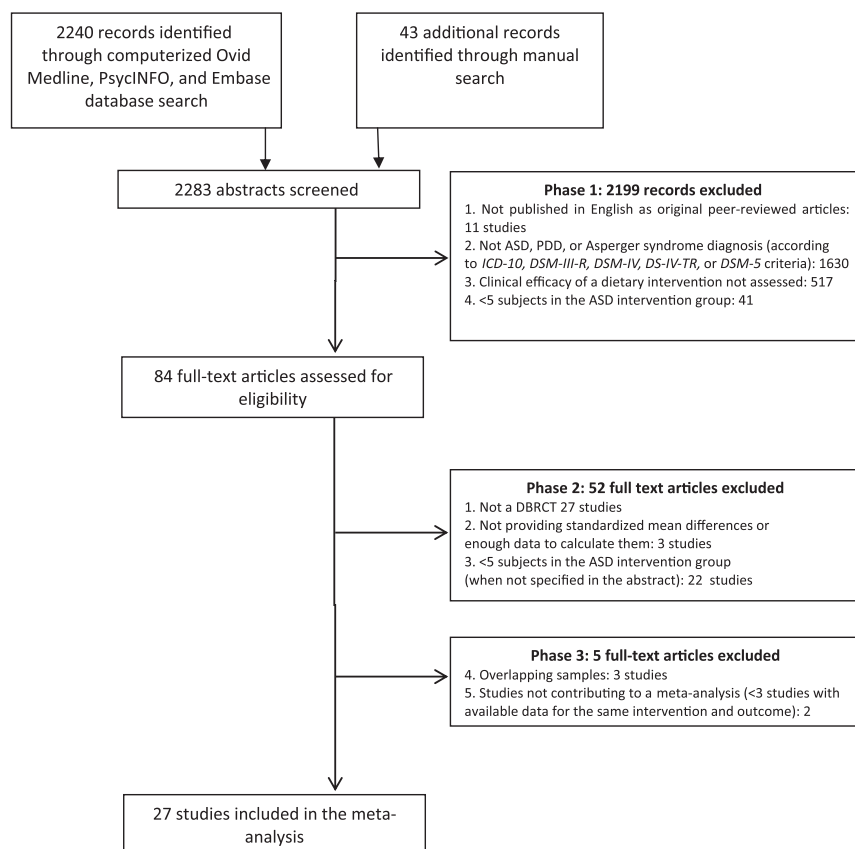 2240 records identified
through computerized Ovid
Medline, PsycINFO, and Embase
database search
43 additional records
identified through manual
search
2283 abstracts screened
Phase 1: 2199 records excluded
1. Not published in English as original peer-reviewed articles:
11 studies
2. Not ASD, PDD, or Asperger syndrome diagnosis (according
to ICD-10, DSM-III-R, DSM-IV, DS-IV-TR, or DSM-5 criteria): 1630
3. Clinical efficacy of a dietary intervention not assessed: 517
4. <5 subjects in the ASD intervention group: 41
84 full-text articles assessed for
eligibility
Phase 2: 52 full text articles excluded
1. Not a DBRCT 27 studies
2. Not providing standardized mean differences or
enough data to calculate them: 3 studies
3. <5 subjects in the ASD intervention group
(when not specified in the abstract): 22 studies
Phase 3: 5 full-text articles excluded
4. Overlapping samples: 3 studies
5. Studies not contributing to a meta-analysis (<3 studies with
available data for the same intervention and outcome): 2
27 studies included in the meta-
analysis